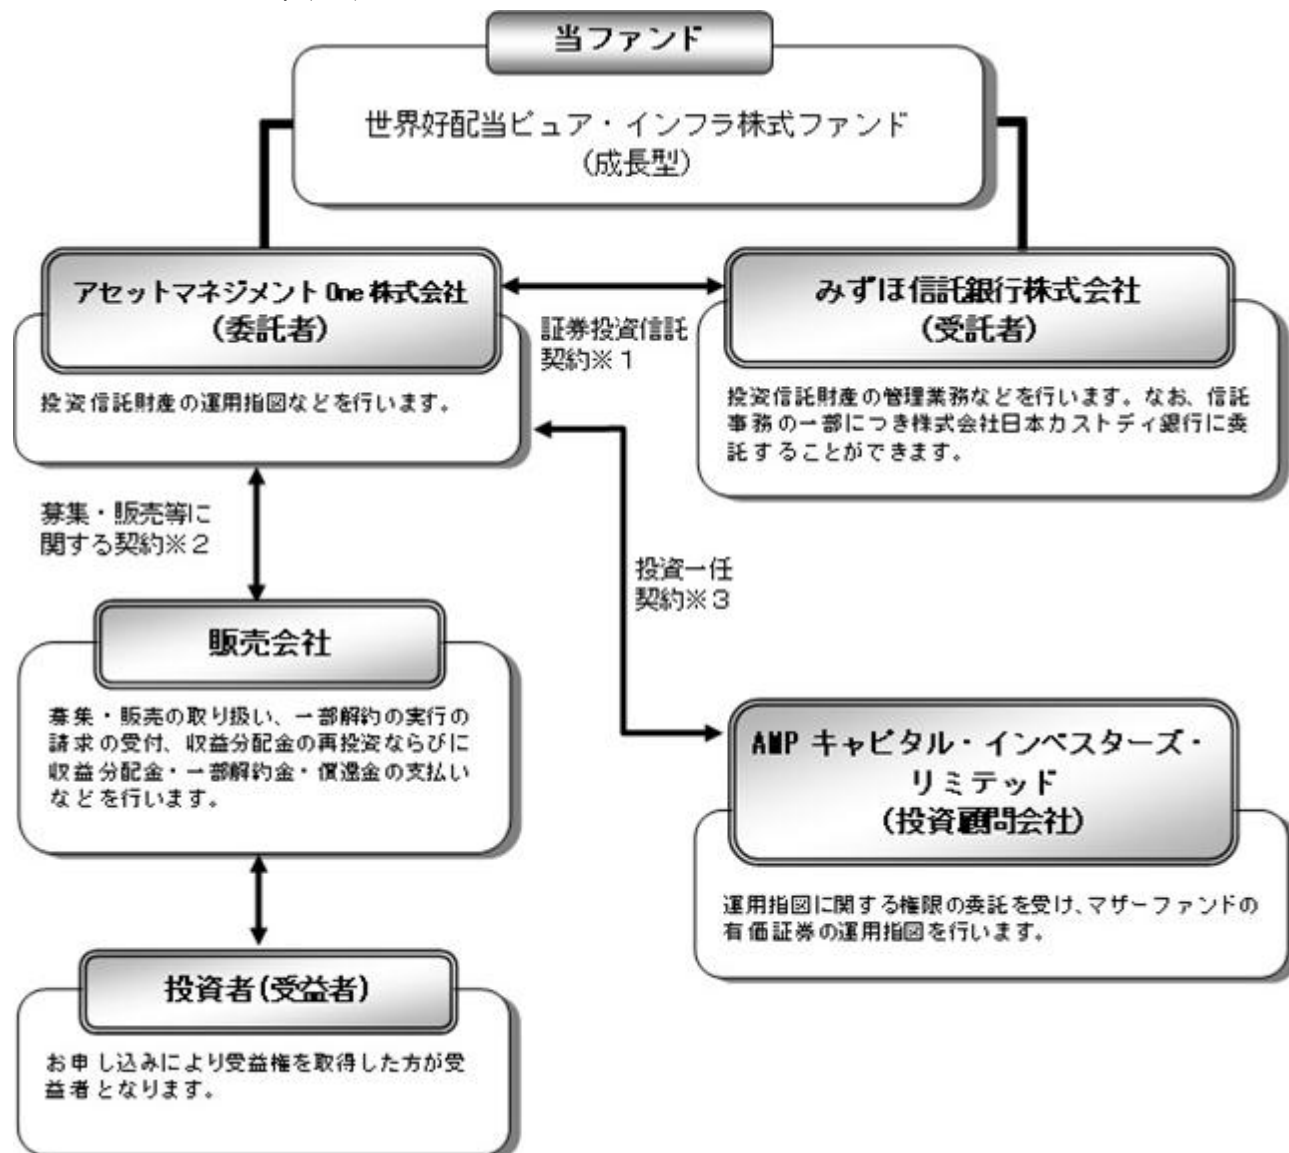 当ファンド
世界好配当ピュア・インフラ株式ファンド
(成長型)
アセットマネジメントOne株式会社
(委託者)
投資信託財産の運用指図などを行います。
証券投資信託
契約※1
みずほ信託銀行株式会社
(受託者)
投資信託財産の管理業務などを行います。なお、信託
事務の一部につき株式会社日本カストディ銀行に委
託することができます。
募集・販売等に
関する契約※2
投資一任
契約※3
販売会社
募集・販売の取り扱い、一部解約の実行の
請求の受付、収益分配金の再投資ならびに
収益分配金・一部解約金・償還金の支払い
などを行います。
AMPキャピタル・インベスターズ・
リミテッド
(投資顧問会社)
運用指図に関する権限の委託を受け、マザーファンドの
有価証券の運用指図を行います。
投資者(受益者)
お申し込みにより受益権を取得した方が受
益者となります。